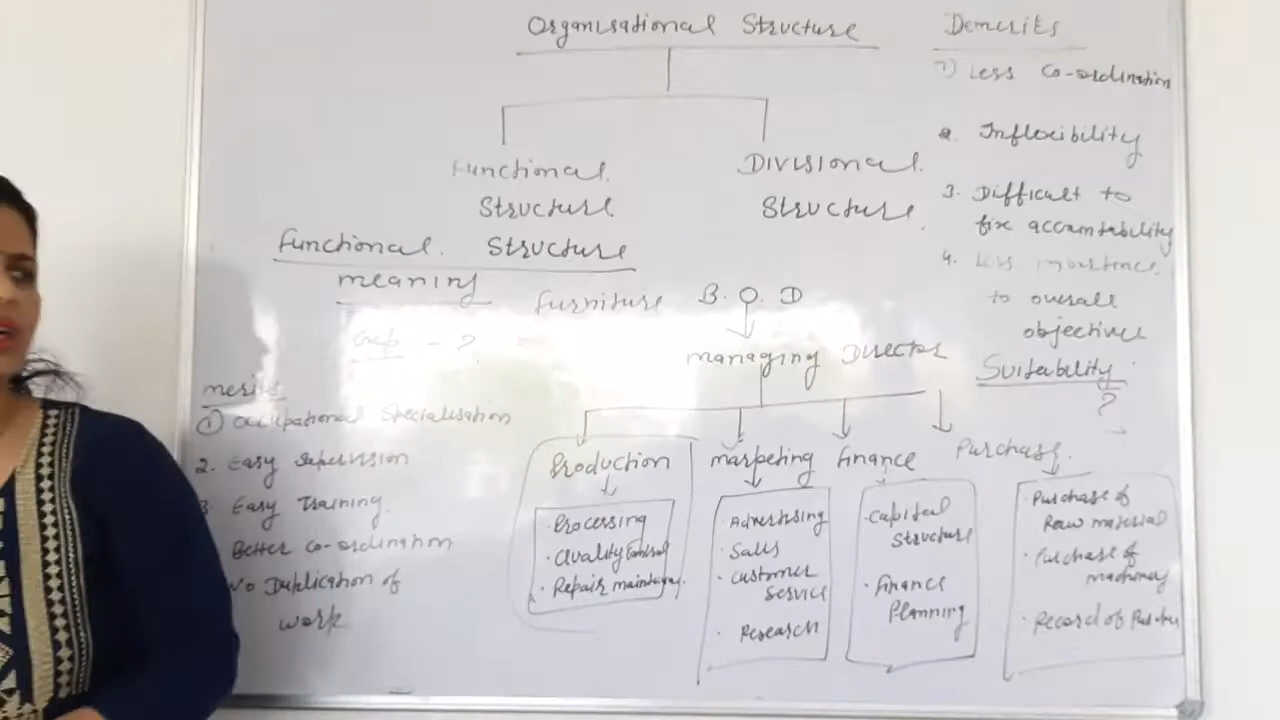 Organisational Structure
Functional Structure
Divisional Structure
Functional Structure
meaning
Furniture
B. O. D
managing Director
Production
Processing
Quality Control
Repair
marketing
Advertising
Sales
Customer Service
Research
finance
Capital Structure
Finance Planning
Purchase
Purchase of Raw material
Purchase of machinery
Record of
merits
① Occupational Specialisation
2. Easy Supervision
3 Easy Training
Better Co-ordination
No Duplication of work
Demerits
1) Less Co-ordination
2. Inflexibility
3. Difficult to fix accountability
4. Less importance to overall objectives
Suitability
?